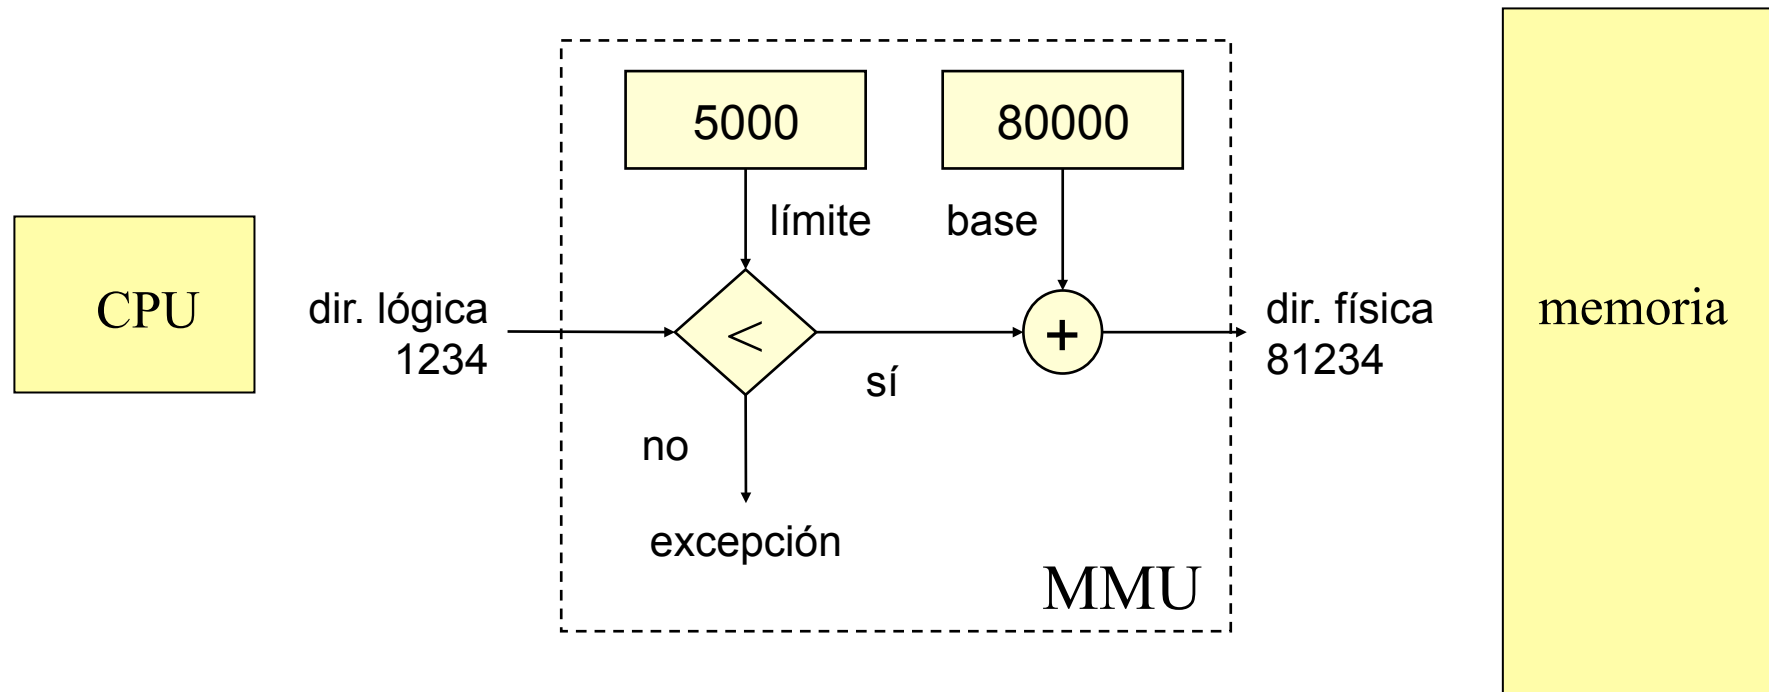 5000
80000
límite
base
CPU
dir. lógica
1234
<
sí
+
dir. física
81234
memoria
no
excepción
MMU